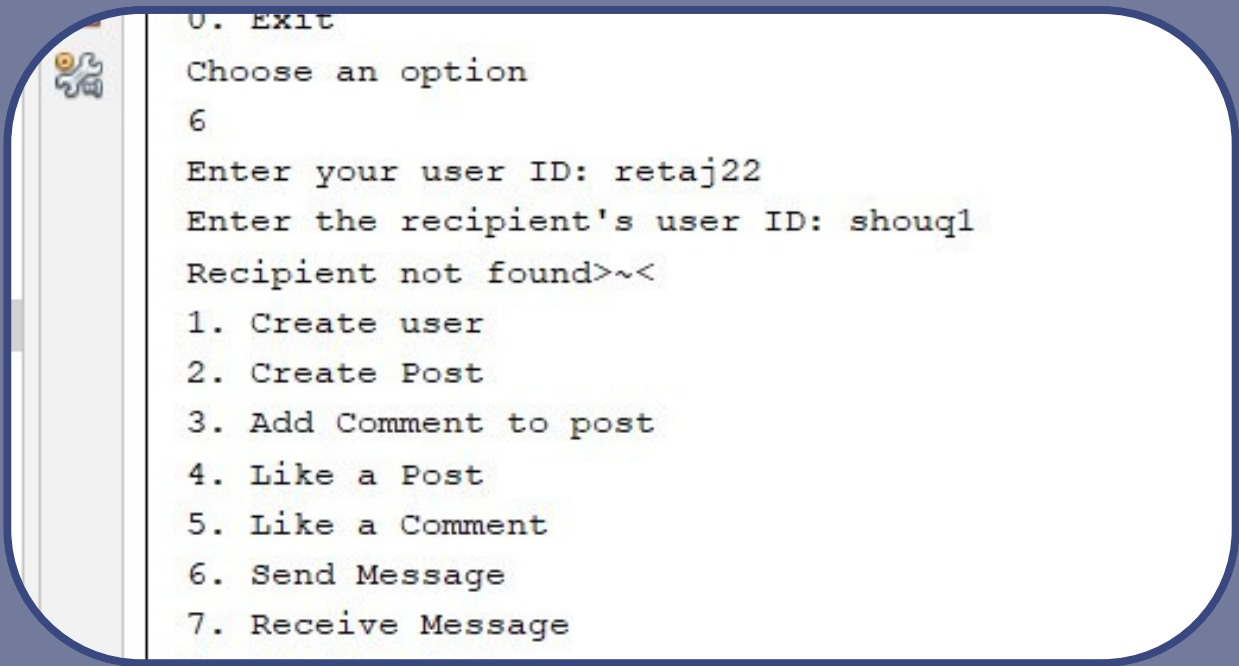 0. Exit
Choose an option
6
Enter your user ID: retaj22
Enter the recipient's user ID: shouq1
Recipient not found>~<
1. Create user
2. Create Post
3. Add Comment to post
4. Like a Post
5. Like a Comment
6. Send Message
7. Receive Message